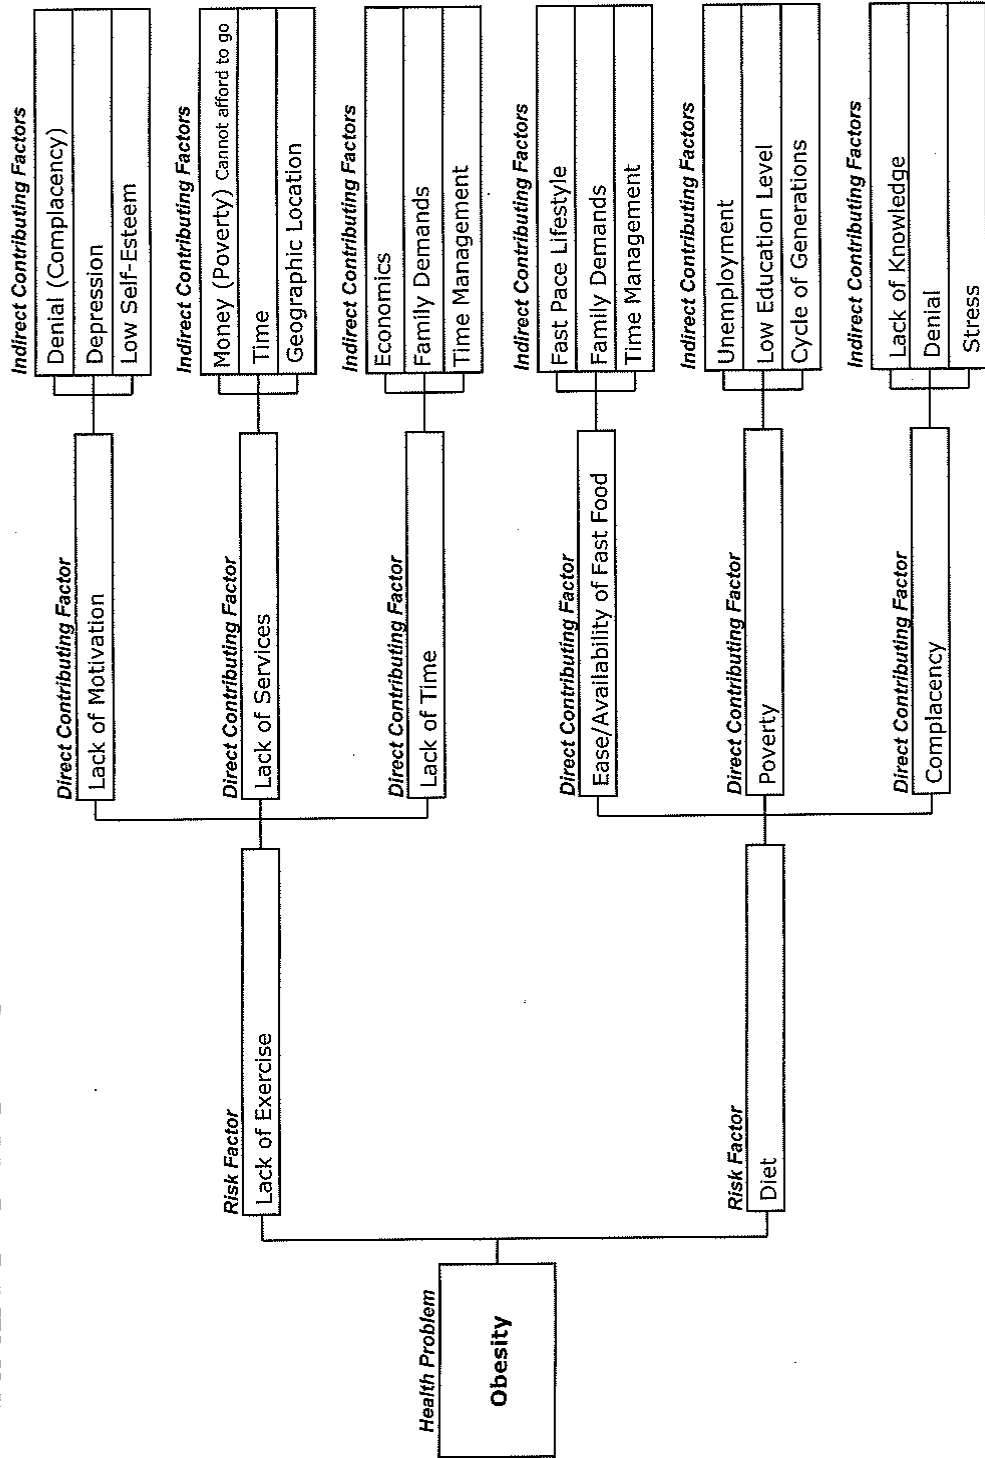 Health Problem
Obesity
Risk Factor
Lack of Exercise
Direct Contributing Factor
Lack of Motivation
Indirect Contributing Factors
Denial (Complacency)
Depression
Low Self-Esteem
Direct Contributing Factor
Lack of Services
Indirect Contributing Factors
Money (Poverty) Cannot afford to go
Time
Geographic Location
Direct Contributing Factor
Lack of Time
Indirect Contributing Factors
Economics
Family Demands
Time Management
Risk Factor
Diet
Direct Contributing Factor
Ease/Availability of Fast Food
Indirect Contributing Factors
Fast Pace Lifestyle
Family Demands
Time Management
Direct Contributing Factor
Poverty
Indirect Contributing Factors
Unemployment
Low Education Level
Cycle of Generations
Direct Contributing Factor
Complacency
Indirect Contributing Factors
Lack of Knowledge
Denial
Stress